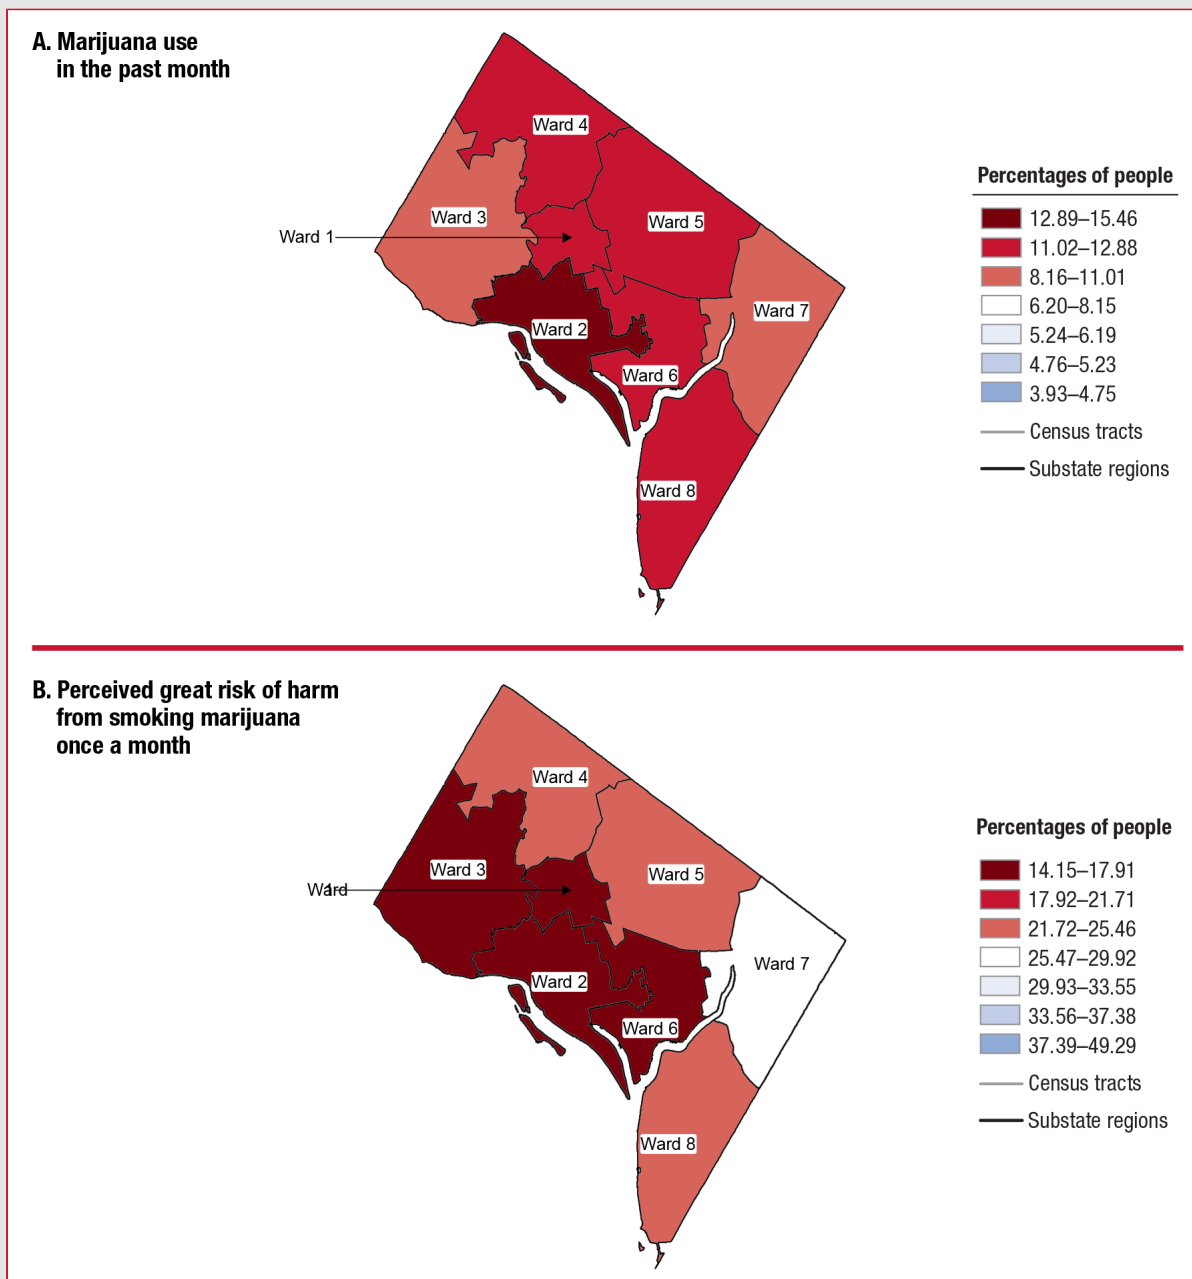 A. Marijuana use
in the past month
Ward 4
Ward 3
Ward 5
Ward 1
Ward 7
Ward 2
Ward 6
Ward 8
Percentages of people
12.89–15.46
11.02–12.88
8.16–11.01
6.20–8.15
5.24–6.19
4.76–5.23
3.93–4.75
Census tracts
Substate regions
B. Perceived great risk of harm
from smoking marijuana
once a month
Ward 4
Ward 3
Ward 5
Ward 1
Ward 7
Ward 2
Ward 6
Ward 8
Percentages of people
14.15–17.91
17.92–21.71
21.72–25.46
25.47–29.92
29.93–33.55
33.56–37.38
37.39–49.29
Census tracts
Substate regions